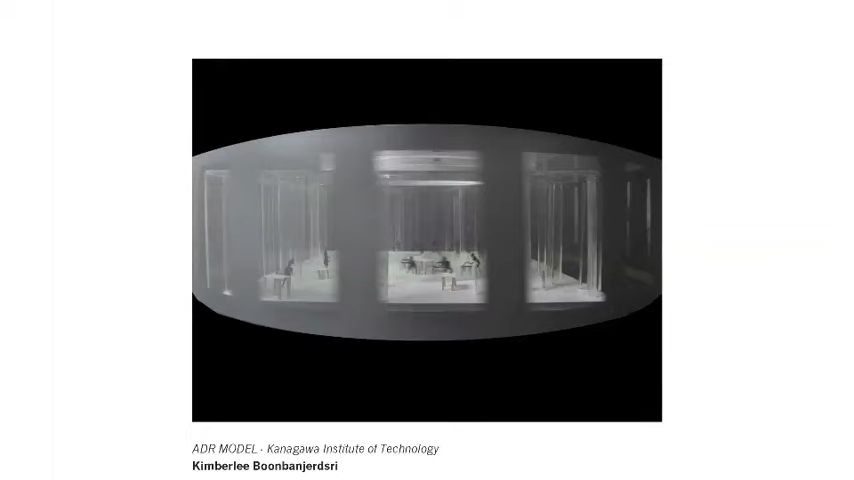 ADR MODEL - Kanagawa Institute of Technology
Kimberlee Boonbanjerdsri